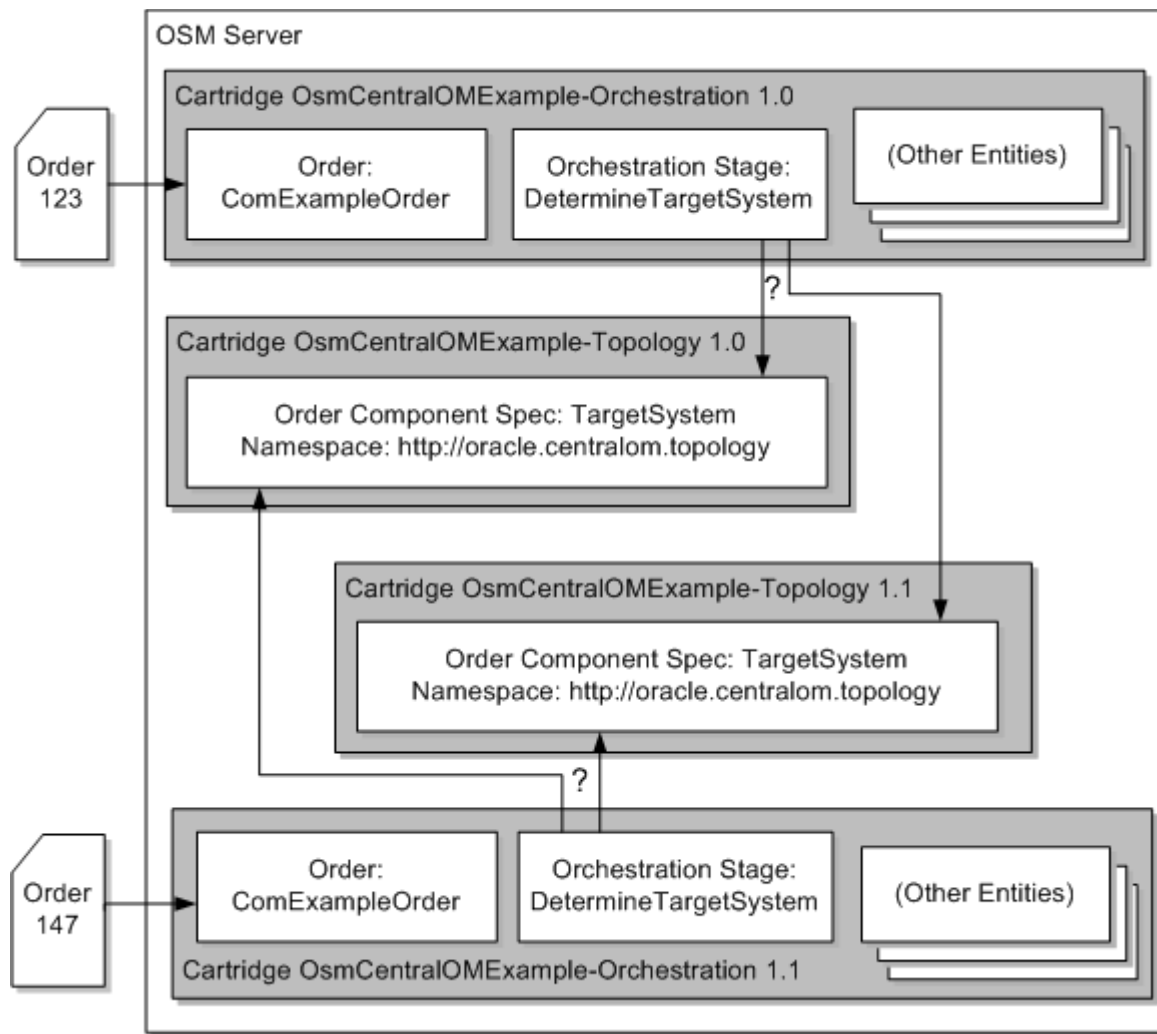 OSM Server
Cartridge OsmCentralOMExample-Orchestration 1.0
Order
123
Order:
ComExampleOrder
Orchestration Stage:
DetermineTargetSystem
(Other Entities)
?
Cartridge OsmCentralOMExample-Topology 1.0
Order Component Spec: TargetSystem
Namespace: http://oracle.centralom.topology
Cartridge OsmCentralOMExample-Topology 1.1
Order Component Spec: TargetSystem
Namespace: http://oracle.centralom.topology
?
Order
147
Order:
ComExampleOrder
Orchestration Stage:
DetermineTargetSystem
(Other Entities)
Cartridge OsmCentralOMExample-Orchestration 1.1